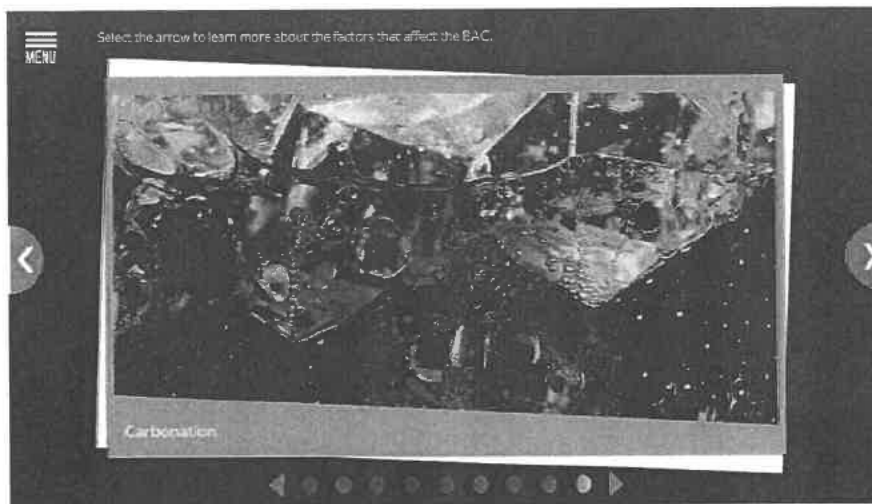 Select the arrow to learn more about the factors that affect the BAC.
MENU
Carbonation